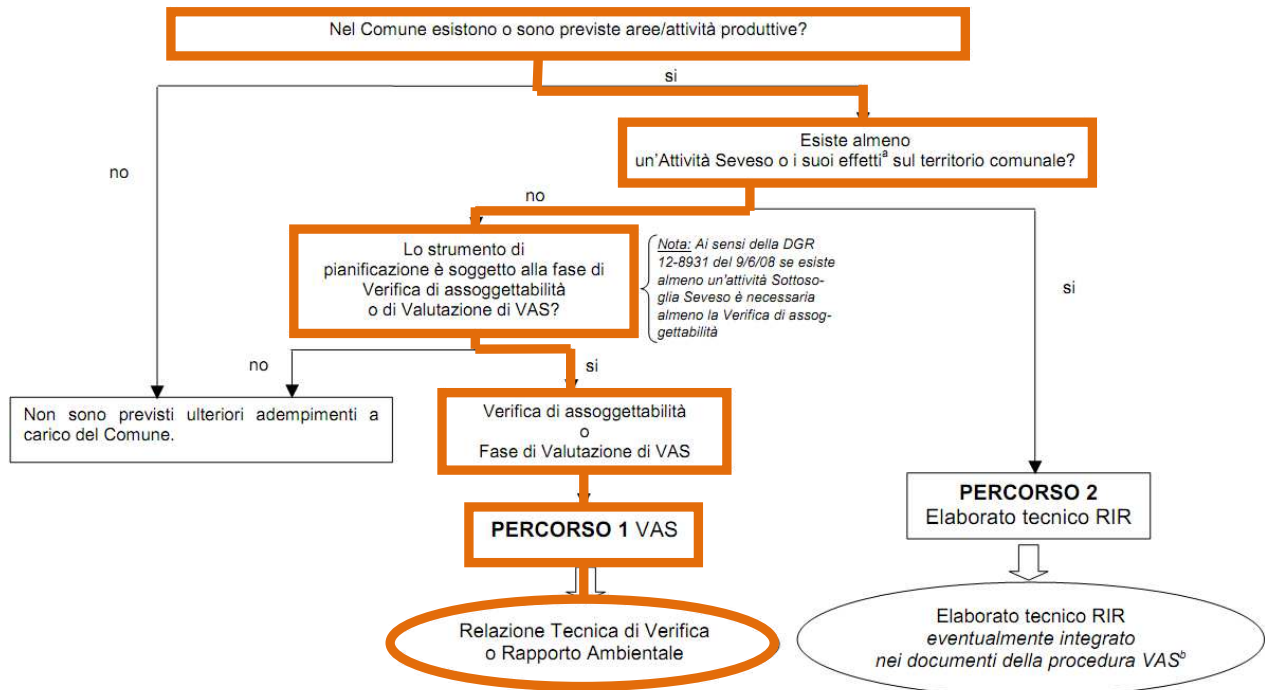 Nel Comune esistono o sono previste aree/attività produttive?
si
Esiste almeno
un'Attività Seveso o i suoi effettiª sul territorio comunale?
no
no
Lo strumento di
pianificazione è soggetto alla fase di
Verifica di assoggettabilità
o di Valutazione di VAS?
Nota: Ai sensi della DGR
12-8931 del 9/6/08 se esiste
almeno un'attività Sottoso-
glia Seveso è necessaria
almeno la Verifica di assog-
gettabilità
si
no
si
Non sono previsti ulteriori adempimenti a
carico del Comune.
Verifica di assoggettabilità
o
Fase di Valutazione di VAS
PERCORSO 1 VAS
PERCORSO 2
Elaborato tecnico RIR
Relazione Tecnica di Verifica
o Rapporto Ambientale
Elaborato tecnico RIR
eventualmente integrato
nei documenti della procedura VASᵇ